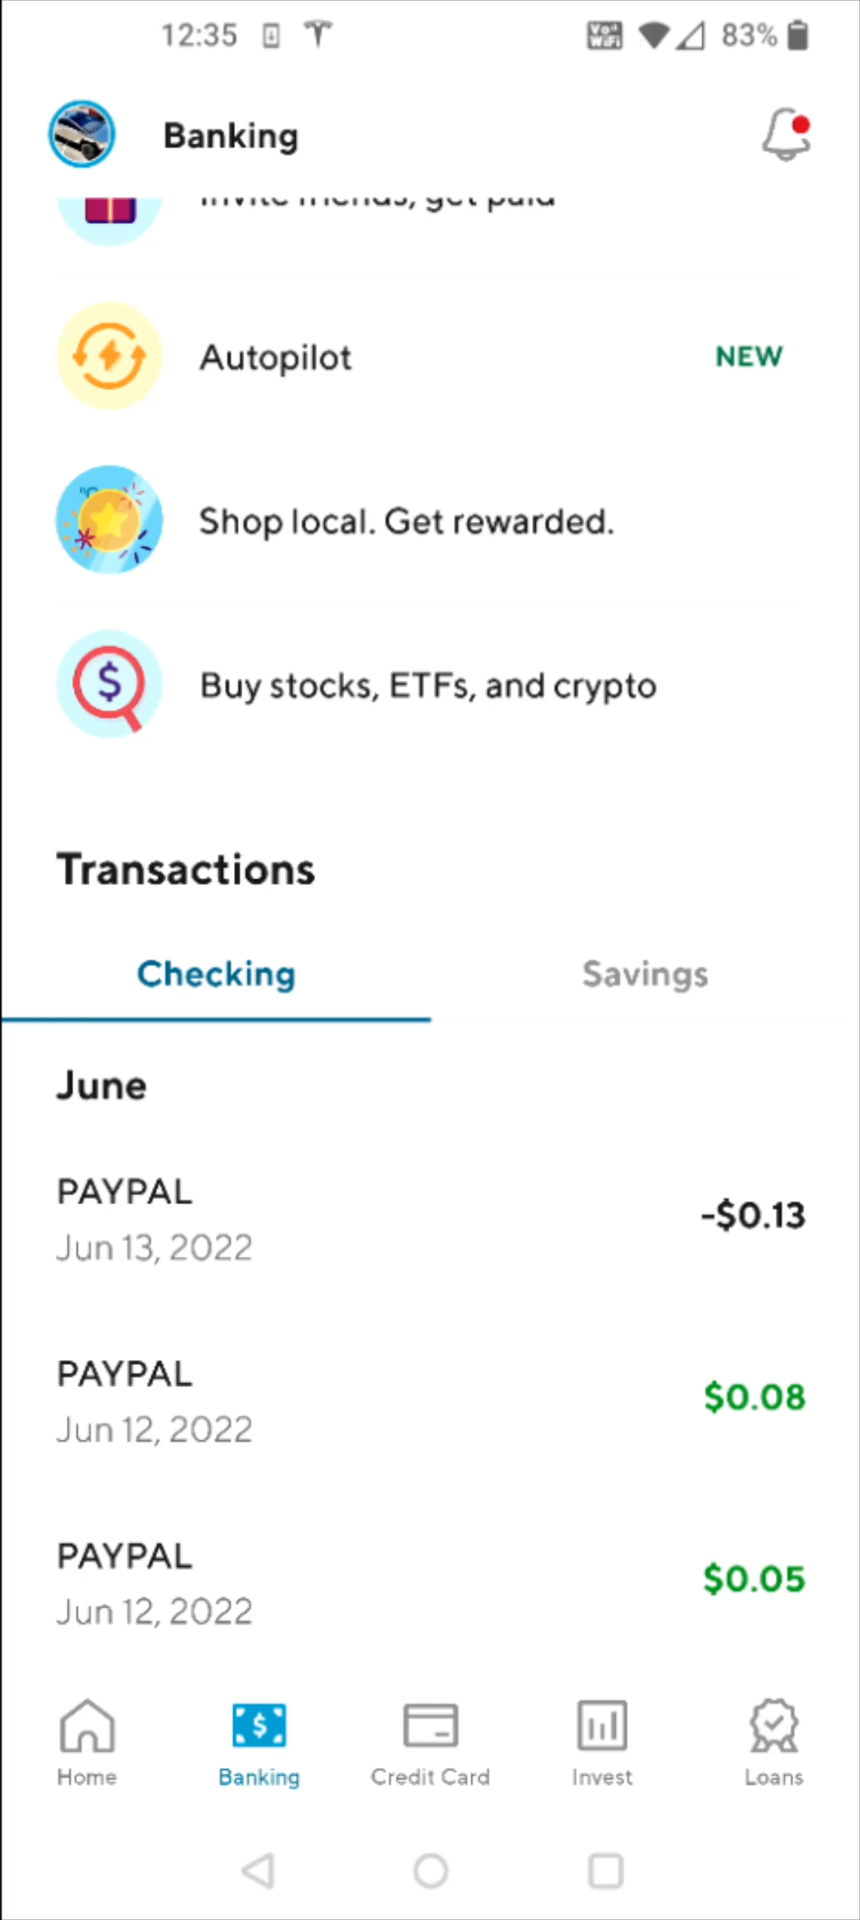 12:35
Vo)) WiFi 83%
Banking
Invite friends, get paid
Autopilot NEW
Shop local. Get rewarded.
$
Buy stocks, ETFs, and crypto
Transactions
Checking Savings
June
PAYPAL
-$0.13
Jun 13, 2022
PAYPAL
$0.08
Jun 12, 2022
PAYPAL
$0.05
Jun 12, 2022
$
Home Banking Credit Card Invest Loans